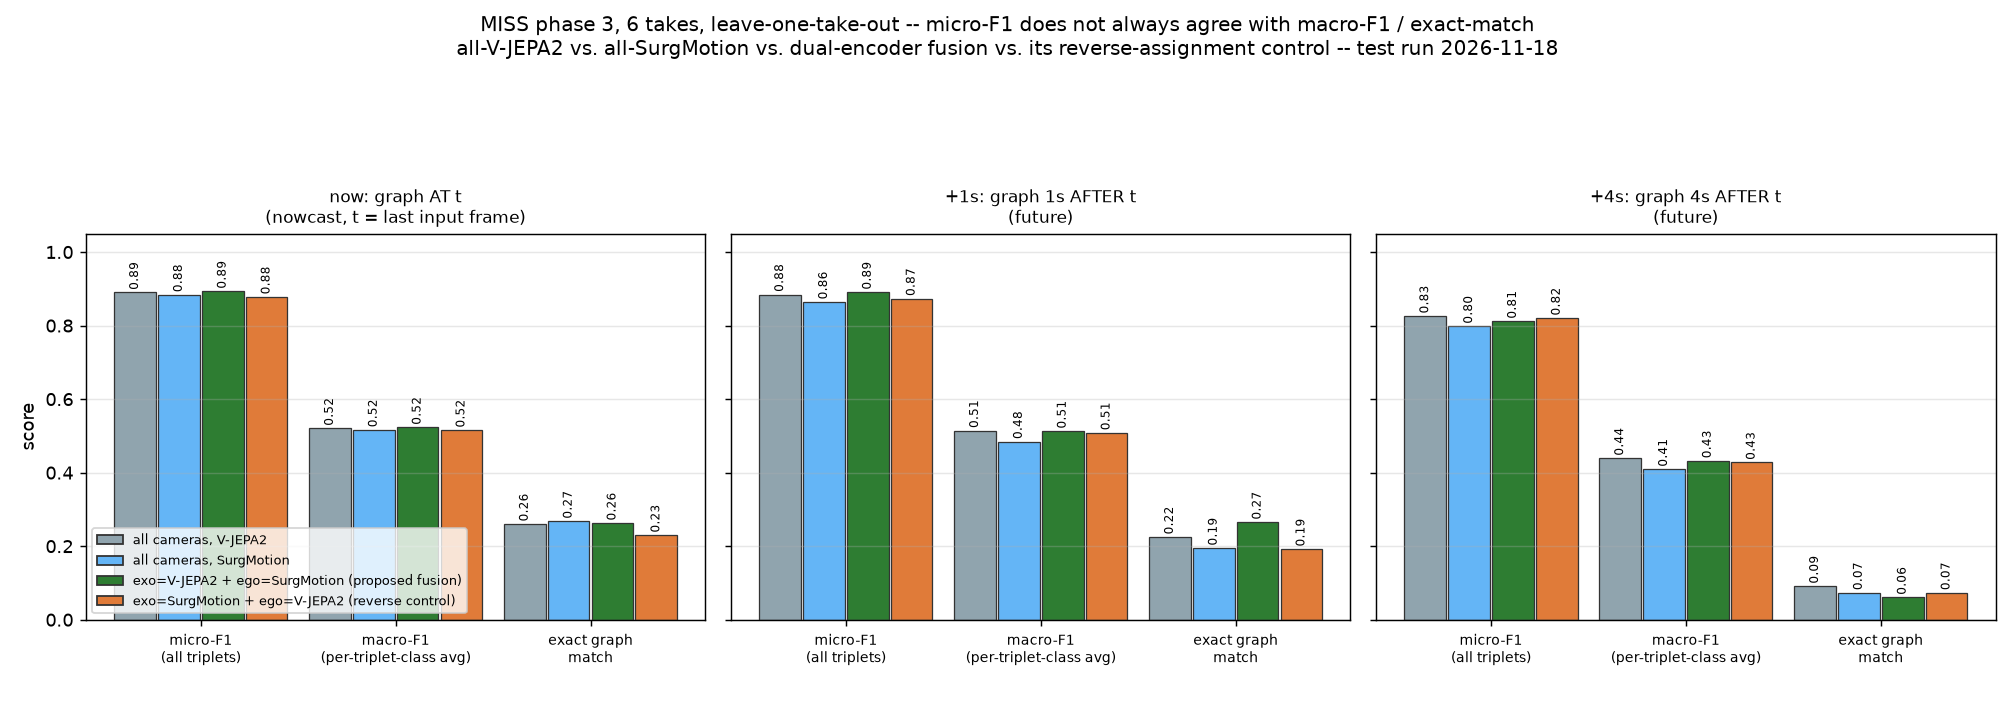 MISS phase 3, 6 takes, leave-one-take-out -- micro-F1 does not always agree with macro-F1 / exact-match
all-V-JEPA2 vs. all-SurgMotion vs. dual-encoder fusion vs. its reverse-assignment control -- test run 2026-11-18
now: graph AT t
(nowcast, t = last input frame)
+1s: graph 1s AFTER t
(future)
+4s: graph 4s AFTER t
(future)
score
1.0
0.8
0.6
0.4
0.2
0.0
0.89
0.88
0.89
0.88
0.52
0.52
0.52
0.52
0.26
0.27
0.26
0.23
all cameras, V-JEPA2
all cameras, SurgMotion
exo=V-JEPA2 + ego=SurgMotion (proposed fusion)
exo=SurgMotion + ego=V-JEPA2 (reverse control)
micro-F1
(all triplets)
macro-F1
(per-triplet-class avg)
exact graph
match
0.88
0.86
0.89
0.87
0.51
0.48
0.51
0.51
0.22
0.19
0.27
0.19
micro-F1
(all triplets)
macro-F1
(per-triplet-class avg)
exact graph
match
0.83
0.80
0.81
0.82
0.44
0.41
0.43
0.43
0.09
0.07
0.06
0.07
micro-F1
(all triplets)
macro-F1
(per-triplet-class avg)
exact graph
match